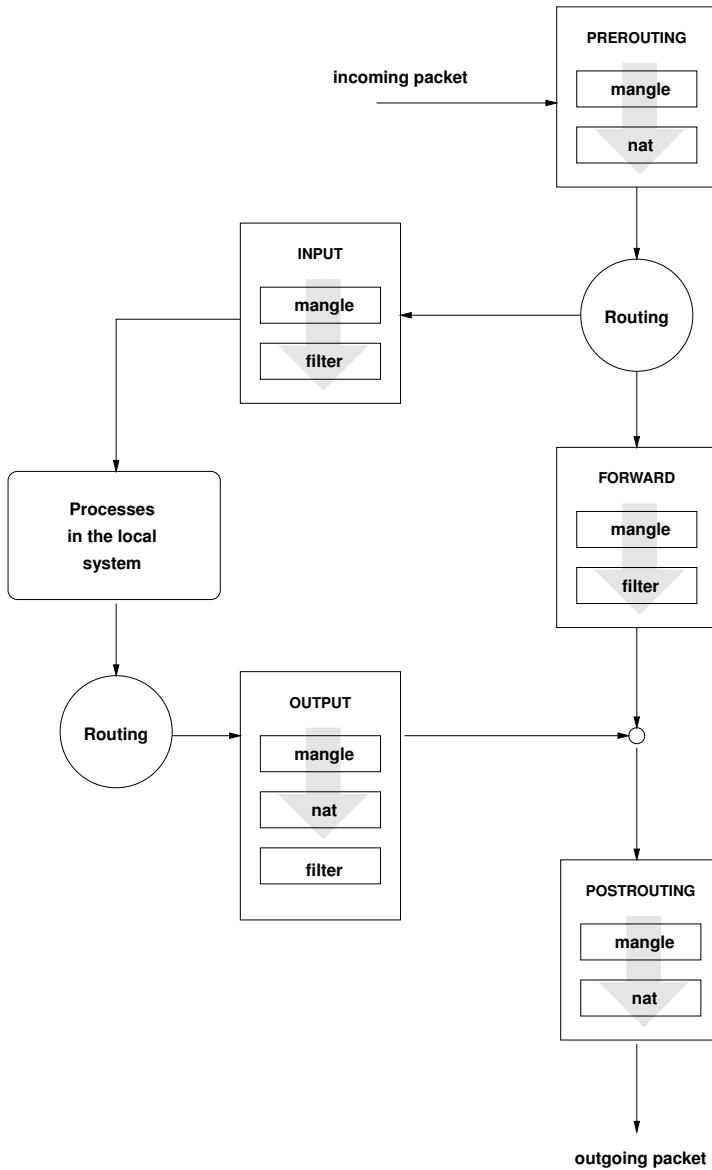 PREROUTING
incoming packet
mangle
nat
INPUT
mangle
filter
Routing
Processes
in the local
system
FORWARD
mangle
filter
Routing
OUTPUT
mangle
nat
filter
POSTROUTING
mangle
nat
outgoing packet